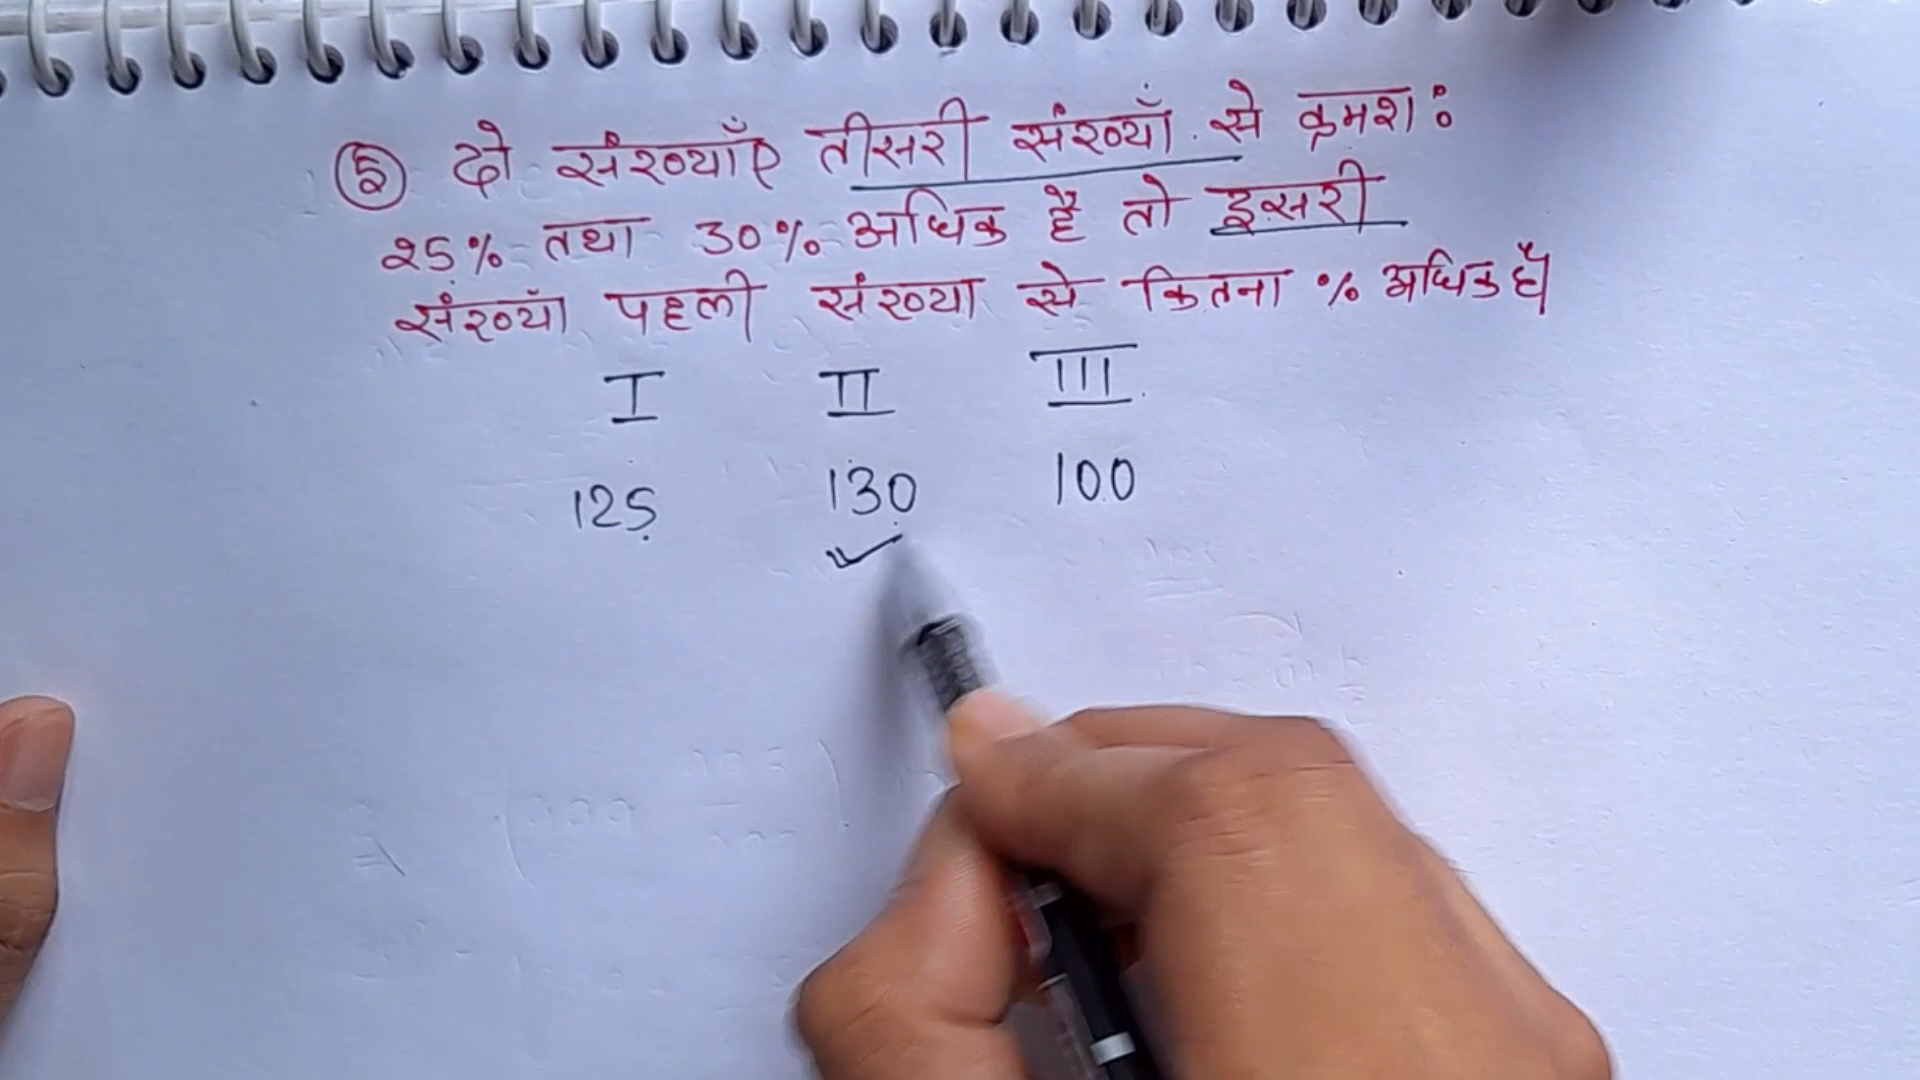 ⑤ दो संख्याँए तीसरी संख्याँ से क्रमश:
25% तथा 30% अधिक है तो दुसरी
संख्याँ पहली संख्या से कितना % अधिक है
I II III
125 130 100